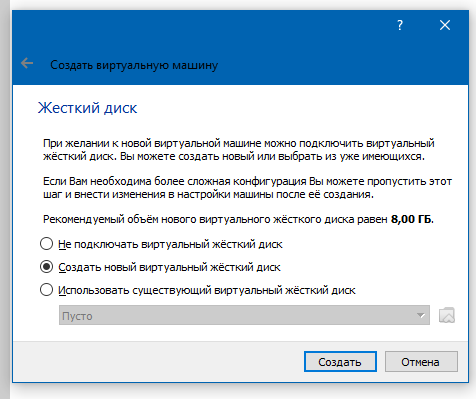 ?
Создать виртуальную машину
Жесткий диск
При желании к новой виртуальной машине можно подключить виртуальный
жёсткий диск. Вы можете создать новый или выбрать из уже имеющихся.
Если Вам необходима более сложная конфигурация Вы можете пропустить этот
шаг и внести изменения в настройки машины после её создания.
Рекомендуемый объём нового виртуального жёсткого диска равен 8,00 ГБ.
Не подключать виртуальный жёсткий диск
Создать новый виртуальный жёсткий диск
Использовать существующий виртуальный жёсткий диск
Пусто
Создать Отмена